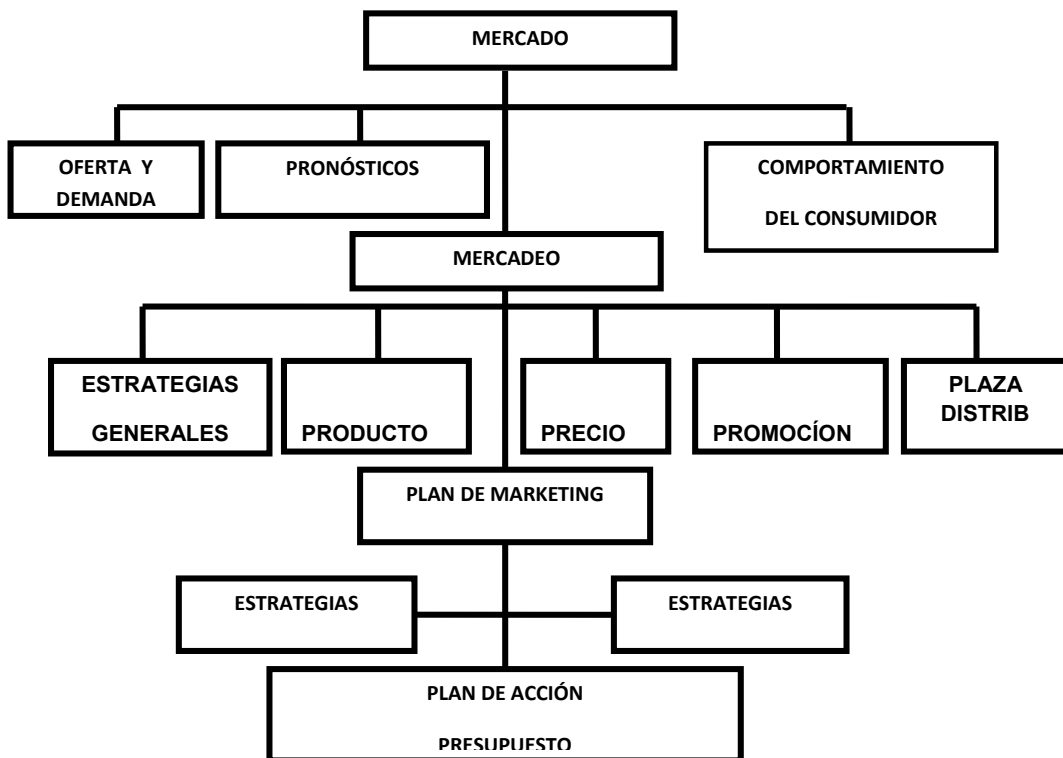 MERCADO
OFERTA Y
DEMANDA
PRONÓSTICOS
COMPORTAMIENTO
DEL CONSUMIDOR
MERCADEO
ESTRATEGIAS
GENERALES
PRODUCTO
PRECIO
PROMOCÍON
PLAZA
DISTRIB
PLAN DE MARKETING
ESTRATEGIAS
ESTRATEGIAS
PLAN DE ACCIÓN
PRESUPUESTO